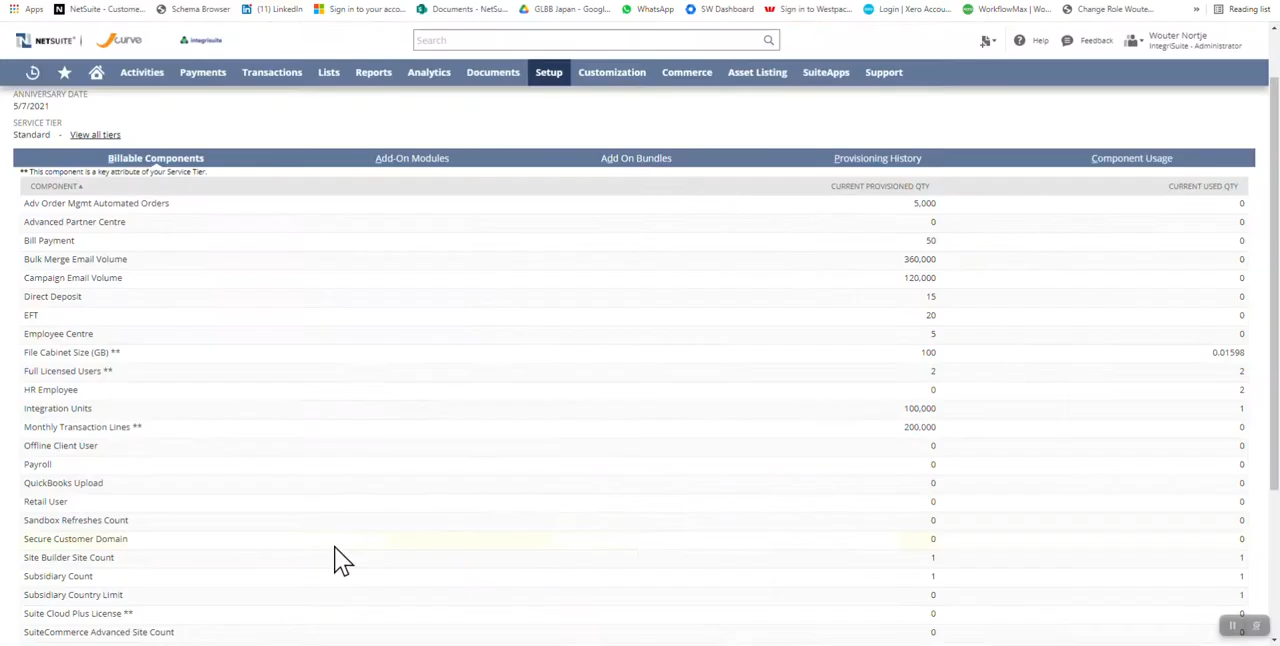 Apps NetSuite - Custome... Schema Browser (11) LinkedIn Sign in to your acco... Documents - NetSu... GLBB Japan - Googl... WhatsApp SW Dashboard Sign in to Westpac... Login | Xero Accou... WorkflowMax | Wo... Change Role Woute... » Reading list
NETSUITE Jcurve integrisuite Search Help Feedback Wouter Nortje
IntegriSuite - Administrator
Activities Payments Transactions Lists Reports Analytics Documents Setup Customization Commerce Asset Listing SuiteApps Support
ANNIVERSARY DATE
5/7/2021
SERVICE TIER
Standard - View all tiers
Billable Components Add-On Modules Add On Bundles Provisioning History Component Usage
** This component is a key attribute of your Service Tier.
COMPONENT ▲ CURRENT PROVISIONED QTY CURRENT USED QTY
Adv Order Mgmt Automated Orders 5,000 0
Advanced Partner Centre 0 0
Bill Payment 50 0
Bulk Merge Email Volume 360,000 0
Campaign Email Volume 120,000 0
Direct Deposit 15 0
EFT 20 0
Employee Centre 5 0
File Cabinet Size (GB) ** 100 0.01598
Full Licensed Users ** 2 2
HR Employee 0 2
Integration Units 100,000 1
Monthly Transaction Lines ** 200,000 0
Offline Client User 0 0
Payroll 0 0
QuickBooks Upload 0 0
Retail User 0 0
Sandbox Refreshes Count 0 0
Secure Customer Domain 0 0
Site Builder Site Count 1 1
Subsidiary Count 1 1
Subsidiary Country Limit 0 1
Suite Cloud Plus License ** 0 0
SuiteCommerce Advanced Site Count 0 0